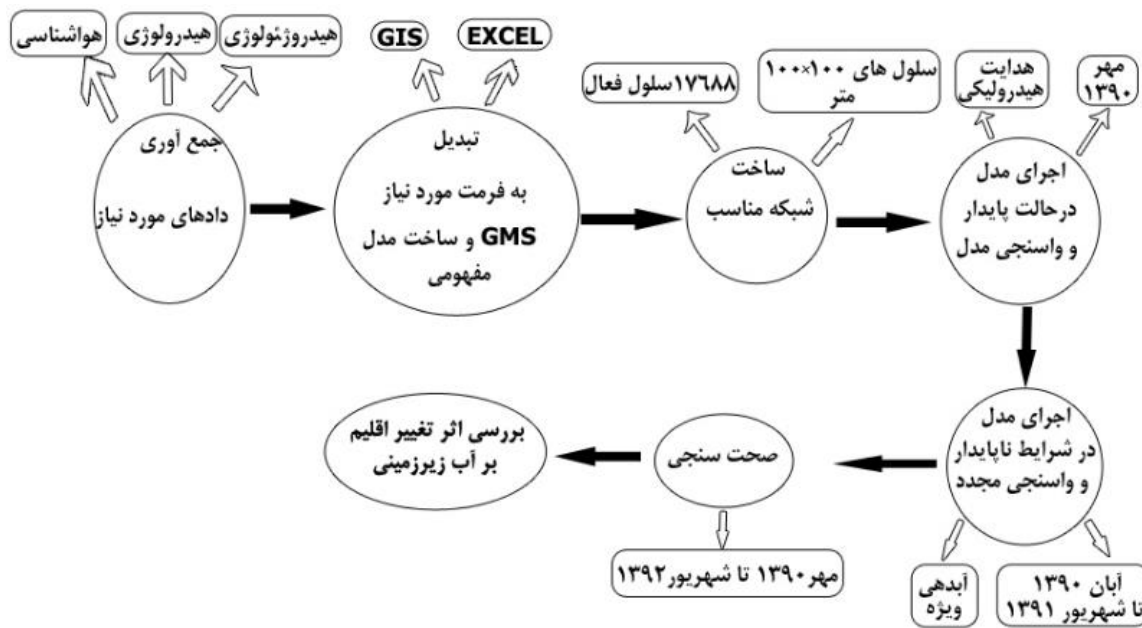 هواشناسی
هیدرولوژی
هیدروژئولوژی
جمع آوری
دادهای مورد نیاز
GIS
EXCEL
تبدیل
به فرمت مورد نیاز
GMS و ساخت مدل
مفهومی
۱۷۶۸۸سلول فعال
سلول های ۱۰۰×۱۰۰
متر
ساخت
شبکه مناسب
هدایت
هیدرولیکی
مهر
۱۳۹۰
اجرای مدل
درحالت پایدار
و واسنجی مدل
اجرای مدل
در شرایط ناپایدار
و واسنجی مجدد
آبدهی
ویژه
آبان ۱۳۹۰
تا شهریور ۱۳۹۱
صحت سنجی
مهر۱۳۹۰ تا شهریور۱۳۹۲
بررسی اثر تغییر اقلیم
بر آب زیرزمینی